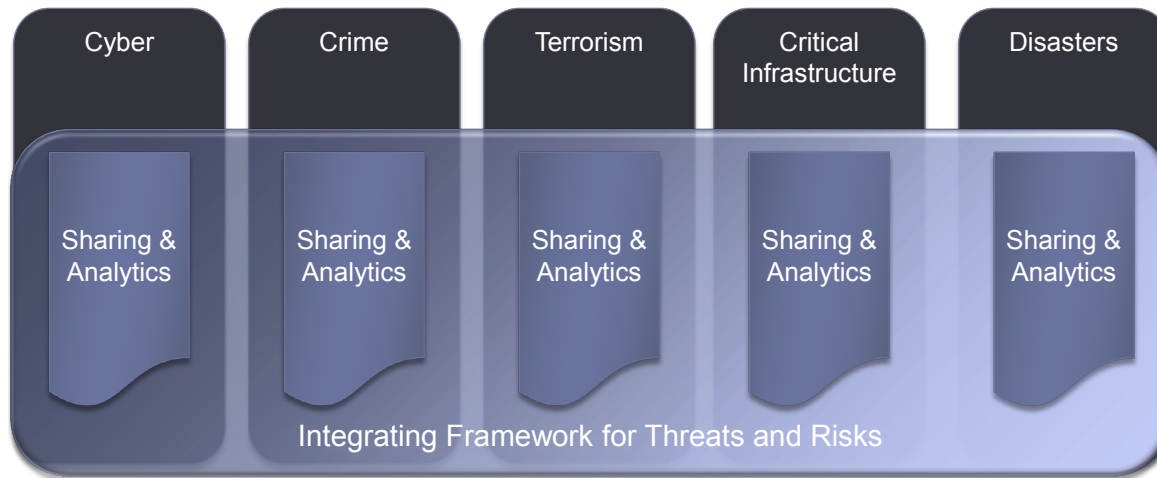 Cyber
Crime
Terrorism
Critical
Infrastructure
Disasters
Sharing &
Analytics
Sharing &
Analytics
Sharing &
Analytics
Sharing &
Analytics
Sharing &
Analytics
Integrating Framework for Threats and Risks